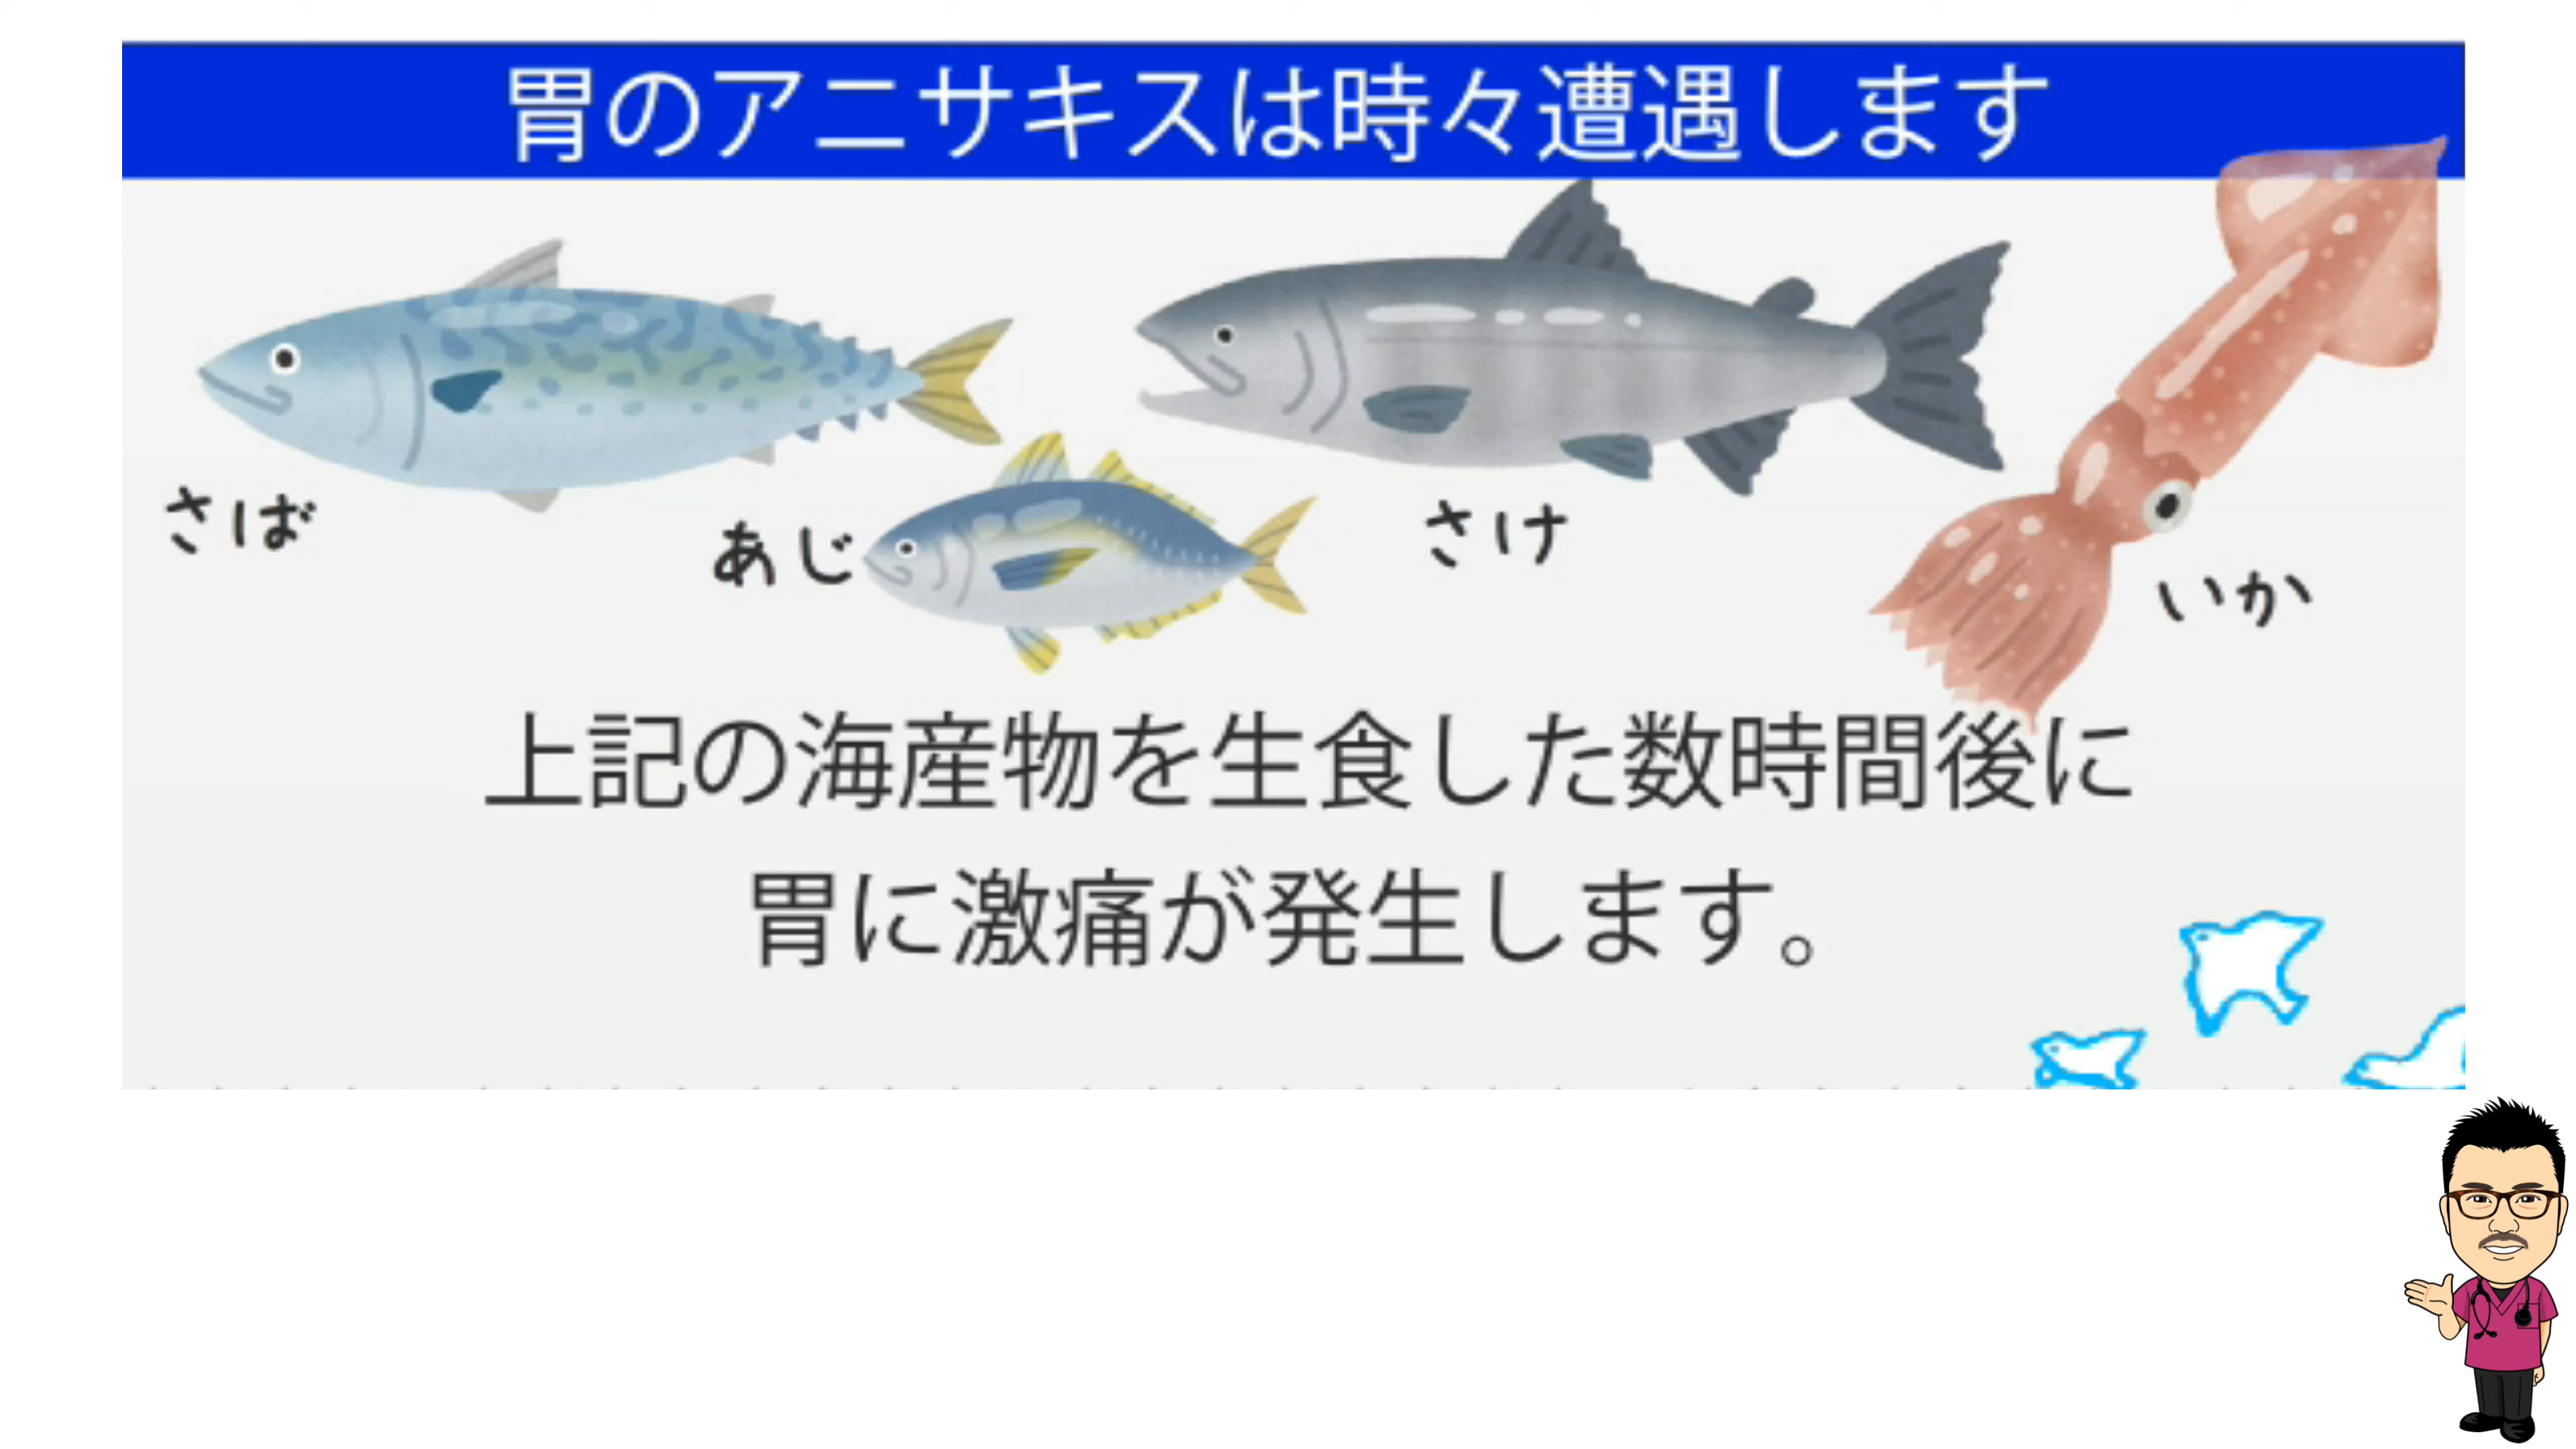 胃のアニサキスは時々遭遇します
さば
あじ
さけ
いか
上記の海産物を生食した数時間後に
胃に激痛が発生します。